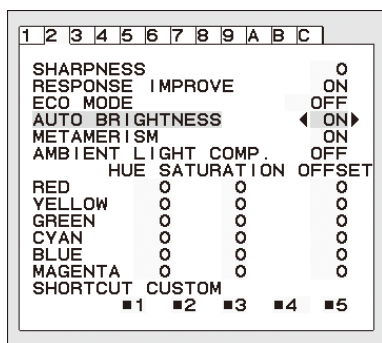 1 2 3 4 5 6 7 8 9 A B C
SHARPNESS 0
RESPONSE IMPROVE ON
ECO MODE OFF
AUTO BRIGHTNESS ◀ ON▶
METAMERISM ON
AMBIENT LIGHT COMP. OFF
HUE SATURATION OFFSET
RED 0 0 0
YELLOW 0 0 0
GREEN 0 0 0
CYAN 0 0 0
BLUE 0 0 0
MAGENTA 0 0 0
SHORTCUT CUSTOM
■1 ■2 ■3 ■4 ■5